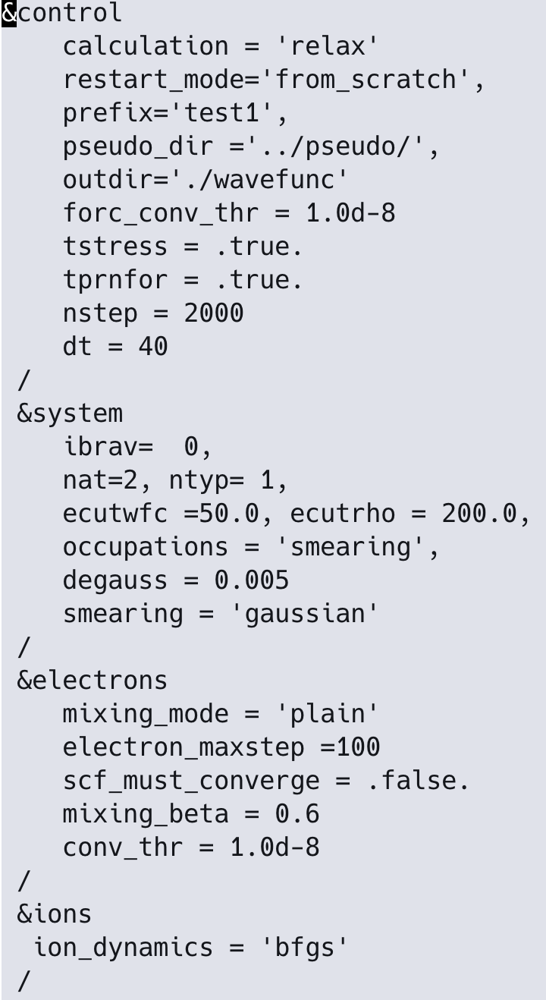 &control
    calculation = 'relax'
    restart_mode='from_scratch',
    prefix='test1',
    pseudo_dir ='../pseudo/',
    outdir='./wavefunc'
    forc_conv_thr = 1.0d-8
    tstress = .true.
    tprnfor = .true.
    nstep = 2000
    dt = 40
 /
 &system
    ibrav=  0,
    nat=2, ntyp= 1,
    ecutwfc =50.0, ecutrho = 200.0,
    occupations = 'smearing',
    degauss = 0.005
    smearing = 'gaussian'
 /
 &electrons
    mixing_mode = 'plain'
    electron_maxstep =100
    scf_must_converge = .false.
    mixing_beta = 0.6
    conv_thr = 1.0d-8
 /
 &ions
  ion_dynamics = 'bfgs'
 /